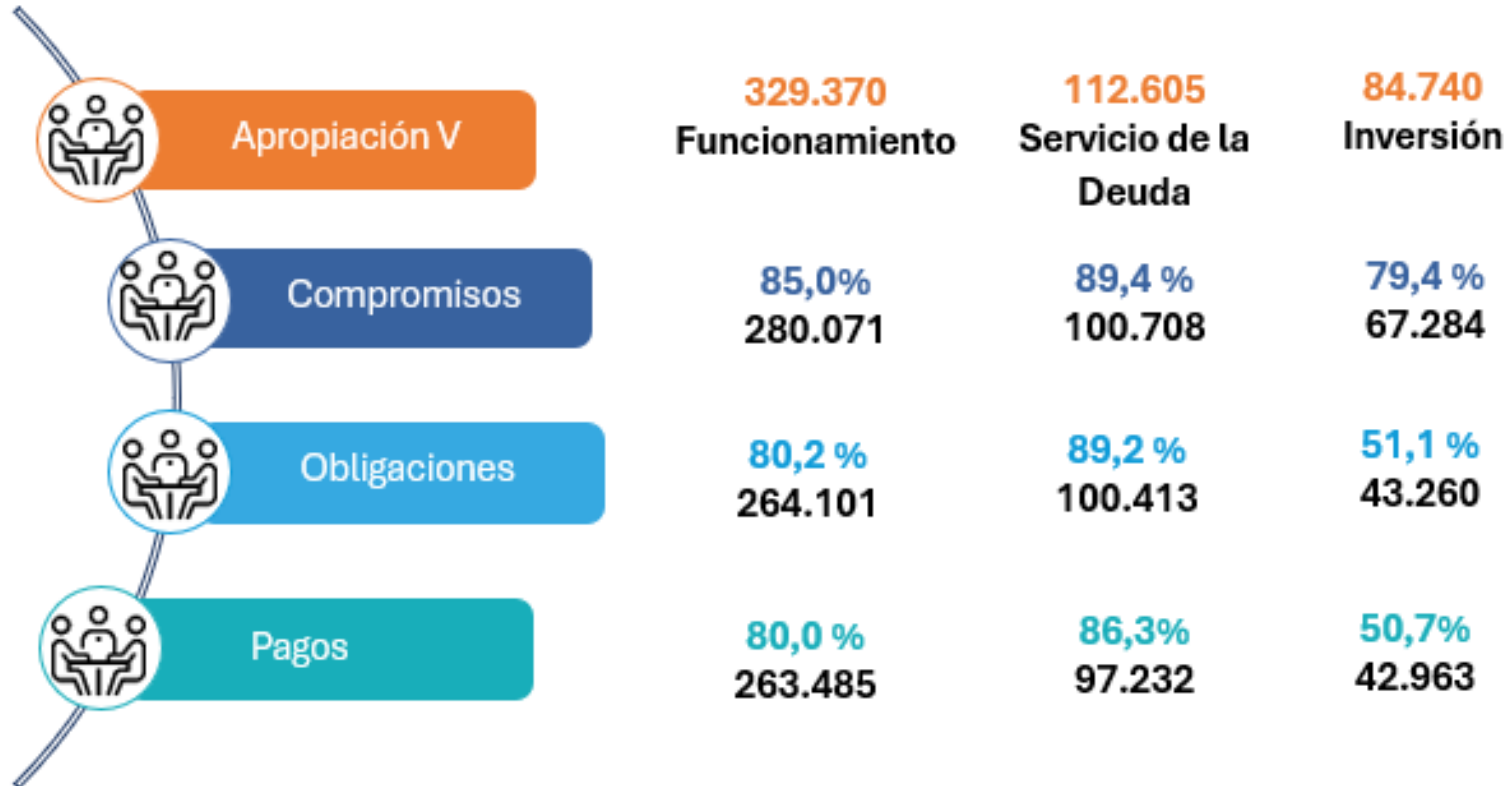 Apropiación V
329.370
112.605
84.740
Funcionamiento
Servicio de la
Deuda
Inversión
Compromisos
85,0%
89,4 %
79,4 %
280.071
100.708
67.284
Obligaciones
80,2 %
89,2 %
51,1 %
264.101
100.413
43.260
Pagos
80,0 %
86,3%
50,7%
263.485
97.232
42.963